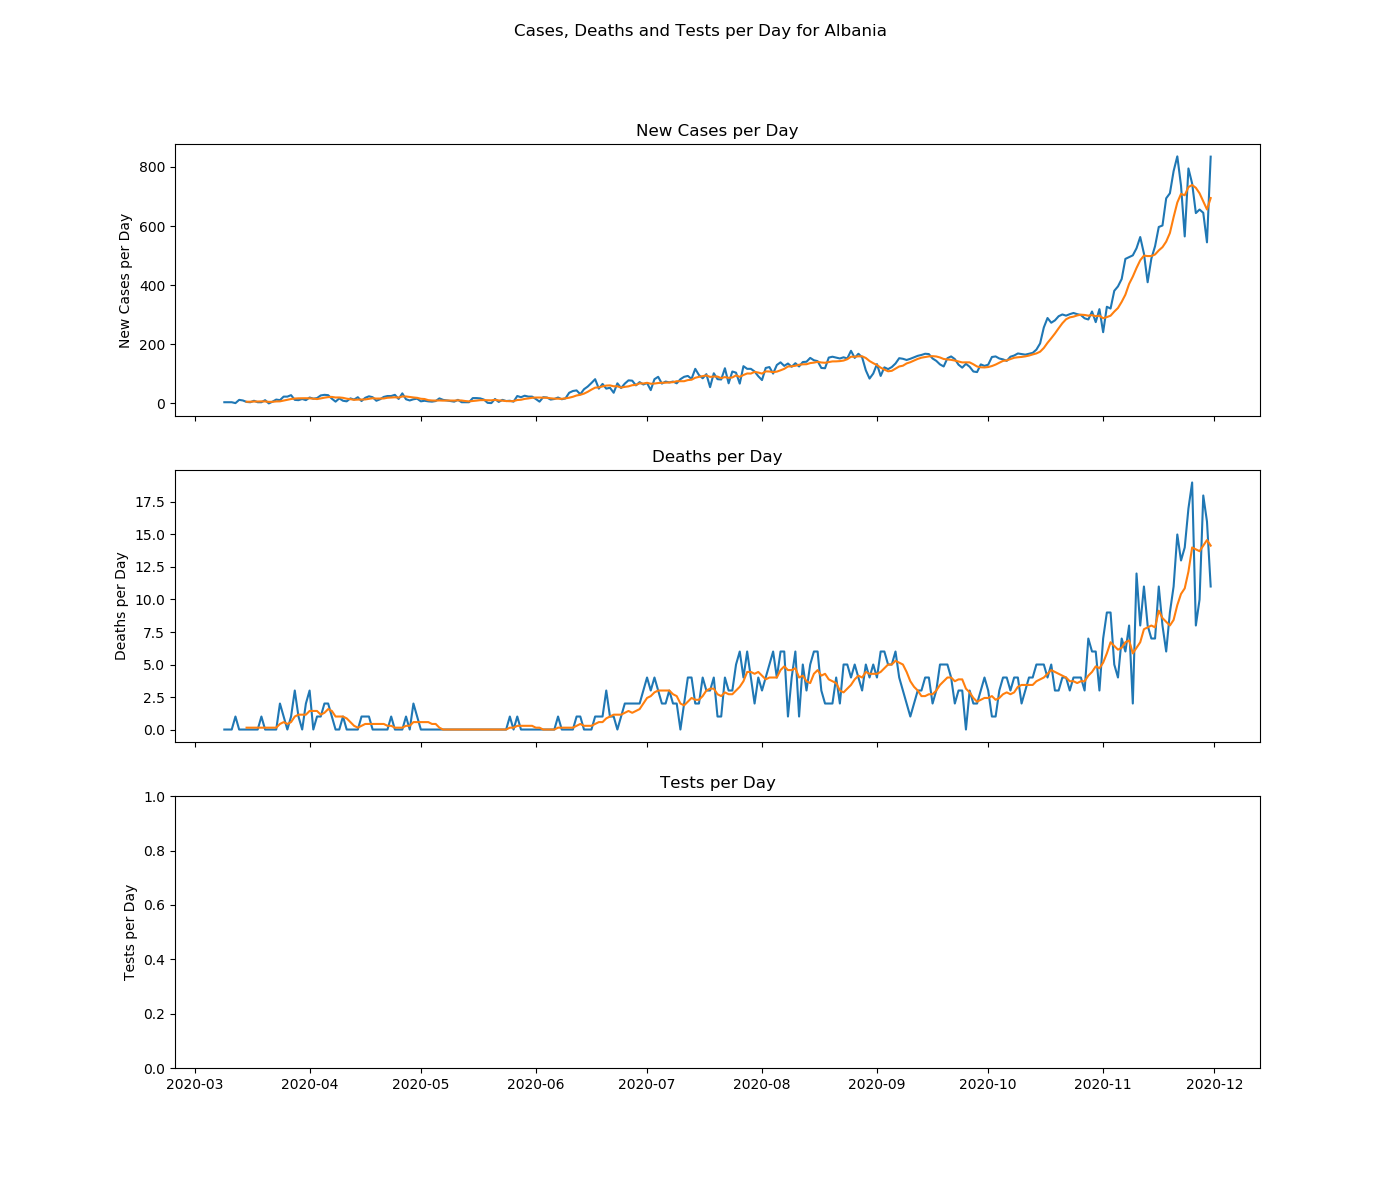 Cases, Deaths and Tests per Day for Albania
New Cases per Day
New Cases per Day
800
600
400
200
0
Deaths per Day
Deaths per Day
17.5
15.0
12.5
10.0
7.5
5.0
2.5
0.0
Tests per Day
Tests per Day
1.0
0.8
0.6
0.4
0.2
0.0
2020-03 2020-04 2020-05 2020-06 2020-07 2020-08 2020-09 2020-10 2020-11 2020-12